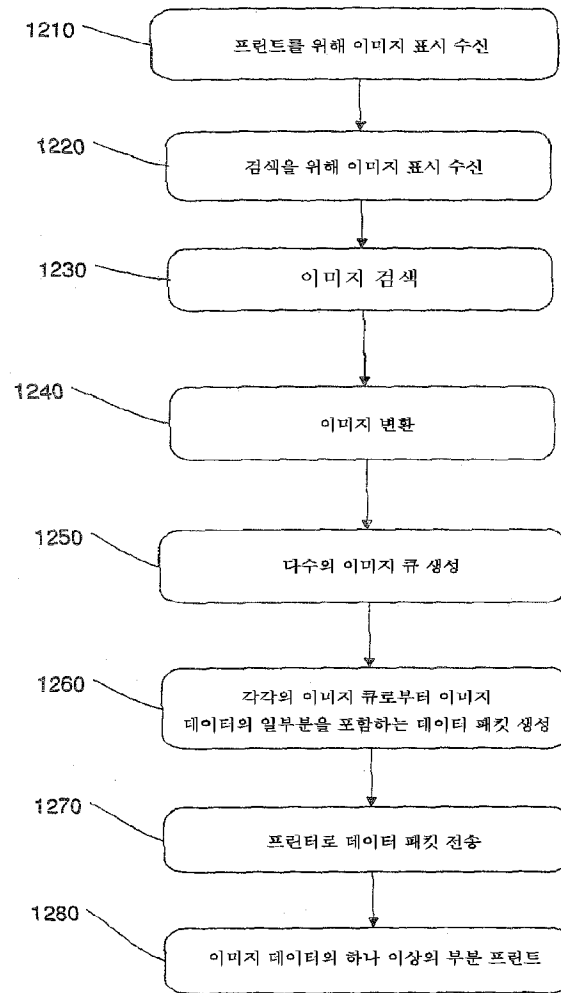 1210
프린트를 위해 이미지 표시 수신
1220
검색을 위해 이미지 표시 수신
1230
이미지 검색
1240
이미지 변환
1250
다수의 이미지 큐 생성
1260
각각의 이미지 큐로부터 이미지
데이터의 일부분을 포함하는 데이터 패킷 생성
1270
프린터로 데이터 패킷 전송
1280
이미지 데이터의 하나 이상의 부분 프린트